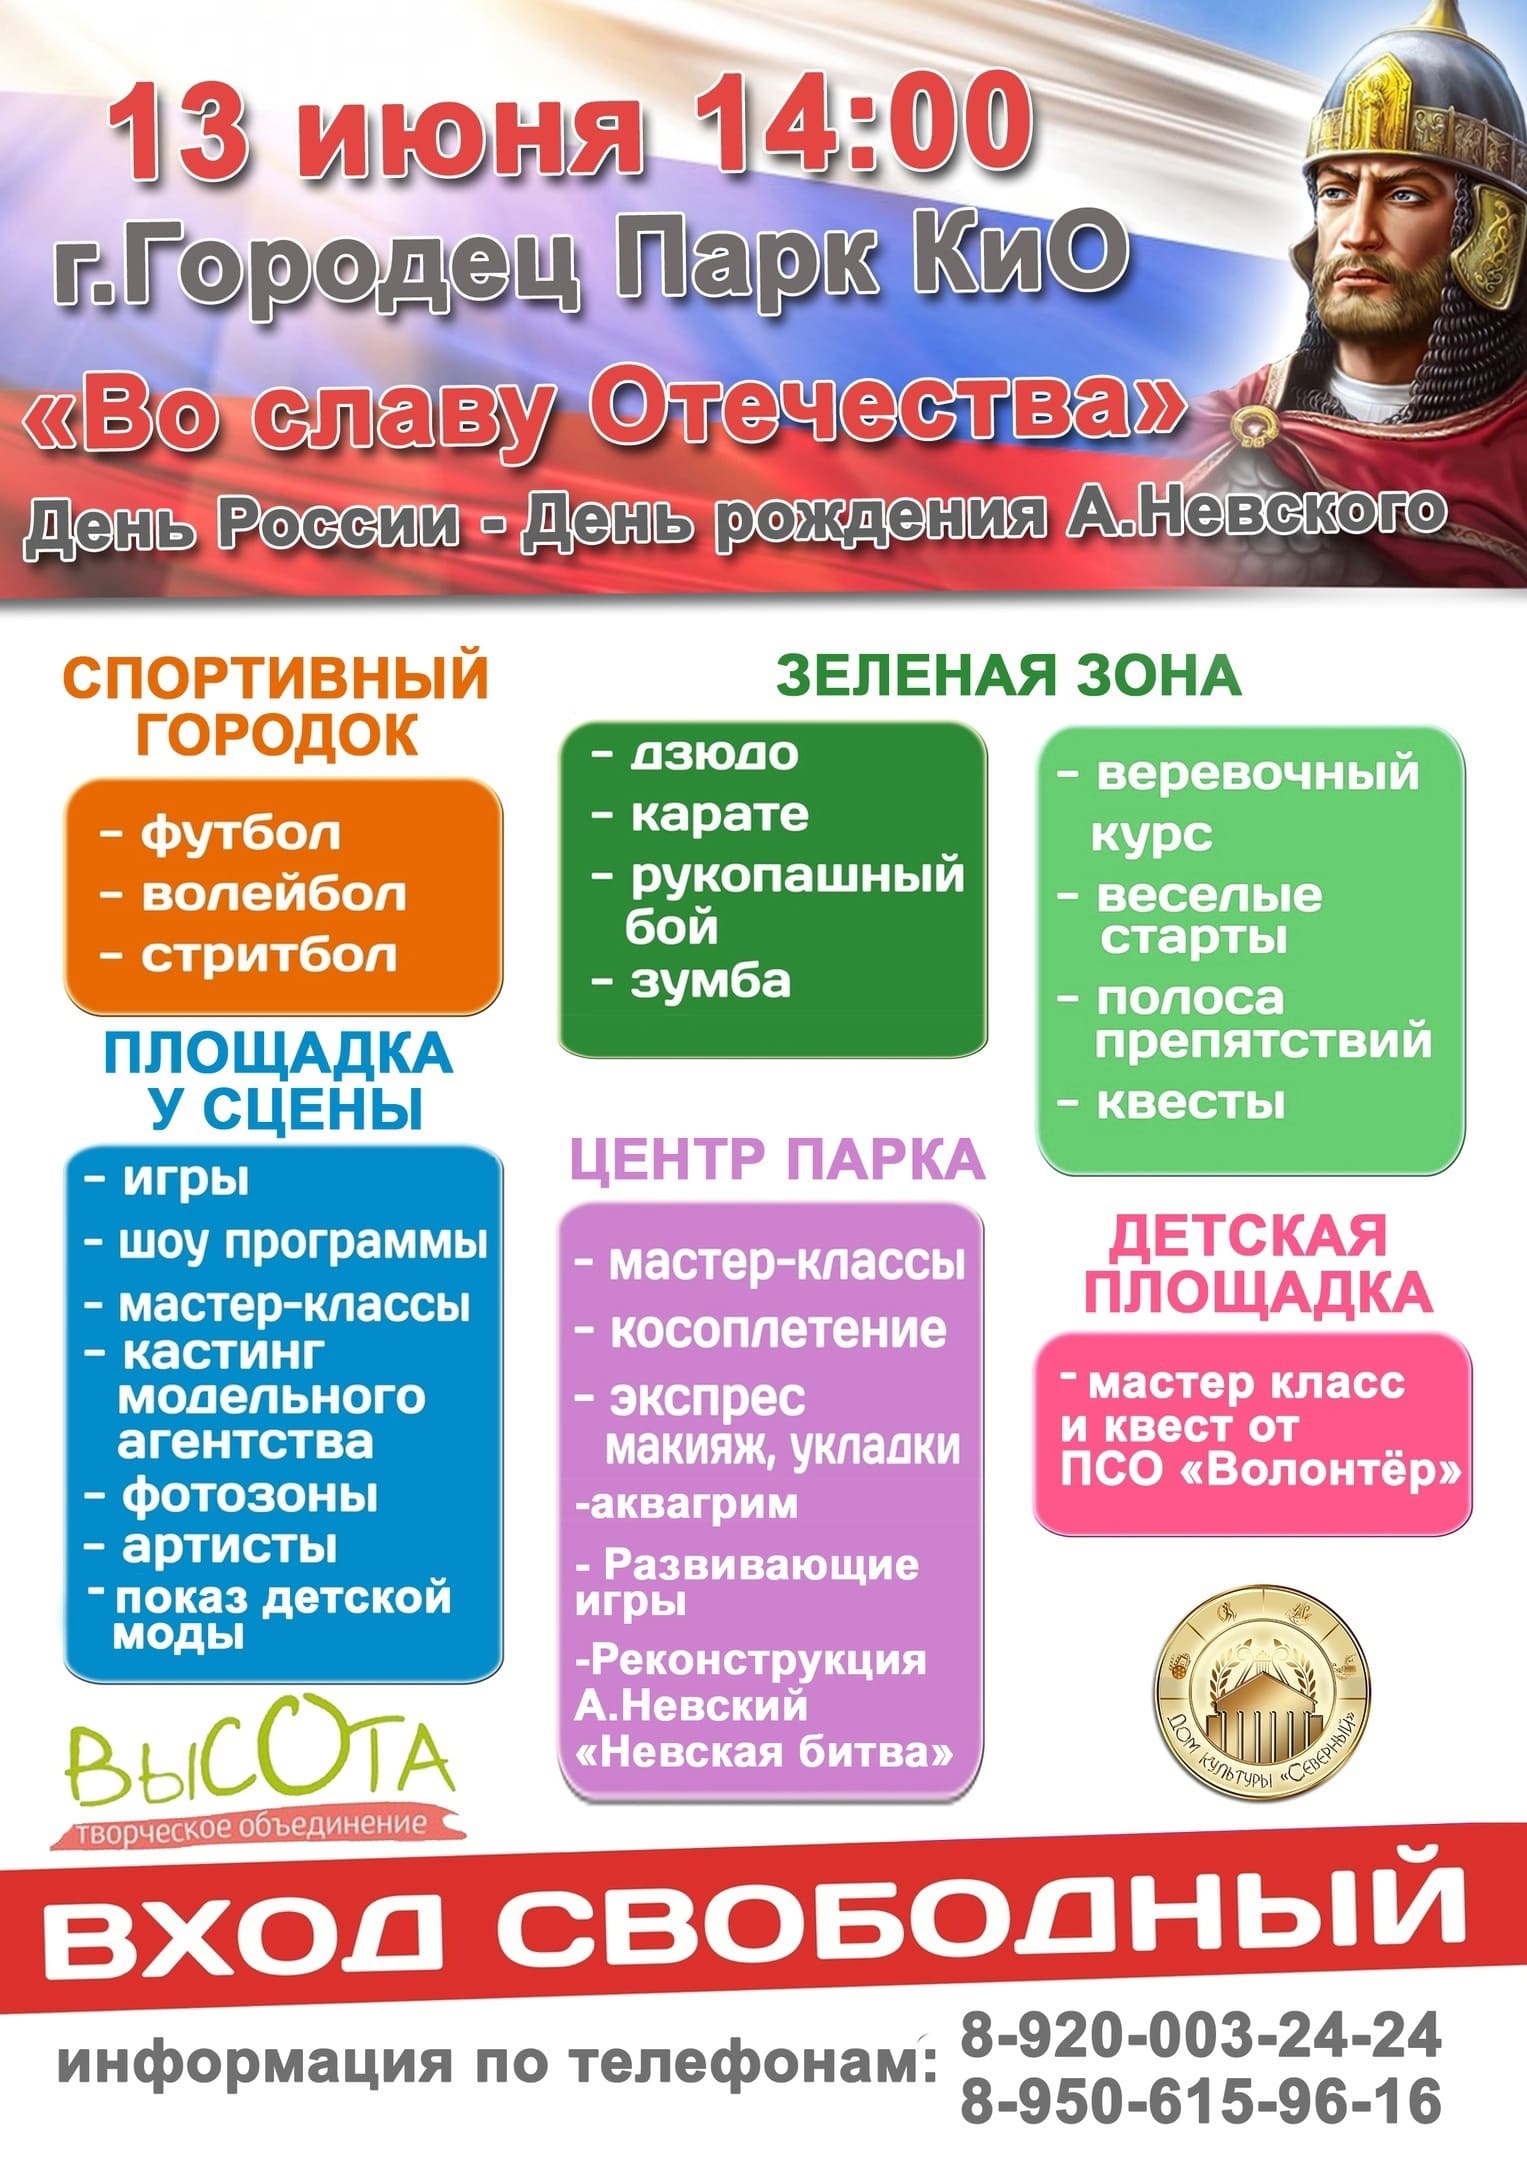 13 июня 14:00
г.Городец Парк КиО
«Во славу Отечества»
День России - День рождения А.Невского
СПОРТИВНЫЙ
ГОРОДОК
- футбол
- волейбол
- стритбол
ЗЕЛЕНАЯ ЗОНА
- дзюдо
- карате
- рукопашный
бой
- зумба
- веревочный
курс
- веселые
старты
- полоса
препятствий
- квесты
ПЛОЩАДКА
У СЦЕНЫ
- игры
- шоу программы
- мастер-классы
- кастинг
модельного
агентства
- фотозоны
- артисты
- показ детской
моды
ЦЕНТР ПАРКА
- мастер-классы
- косоплетение
- экспрес
макияж, укладки
-аквагрим
- Развивающие
игры
-Реконструкция
А.Невский
«Невская битва»
ДЕТСКАЯ
ПЛОЩАДКА
- мастер класс
и квест от
ПСО «Волонтёр»
ВысОта
творческое объединение
Дом культуры «Северный»
ВХОД СВОБОДНЫЙ
информация по телефонам:
8-920-003-24-24
8-950-615-96-16